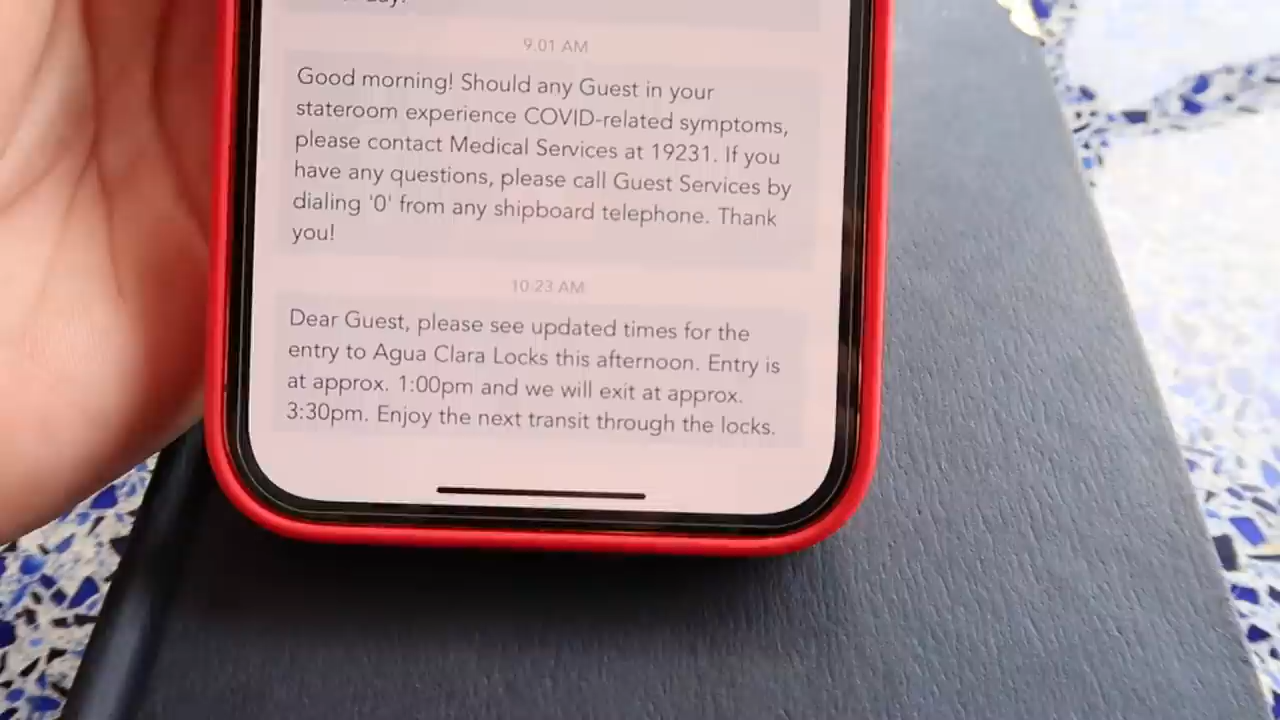 9:01 AM
Good morning! Should any Guest in your
stateroom experience COVID-related symptoms,
please contact Medical Services at 19231. If you
have any questions, please call Guest Services by
dialing '0' from any shipboard telephone. Thank
you!
10:23 AM
Dear Guest, please see updated times for the
entry to Agua Clara Locks this afternoon. Entry is
at approx. 1:00pm and we will exit at approx.
3:30pm. Enjoy the next transit through the locks.